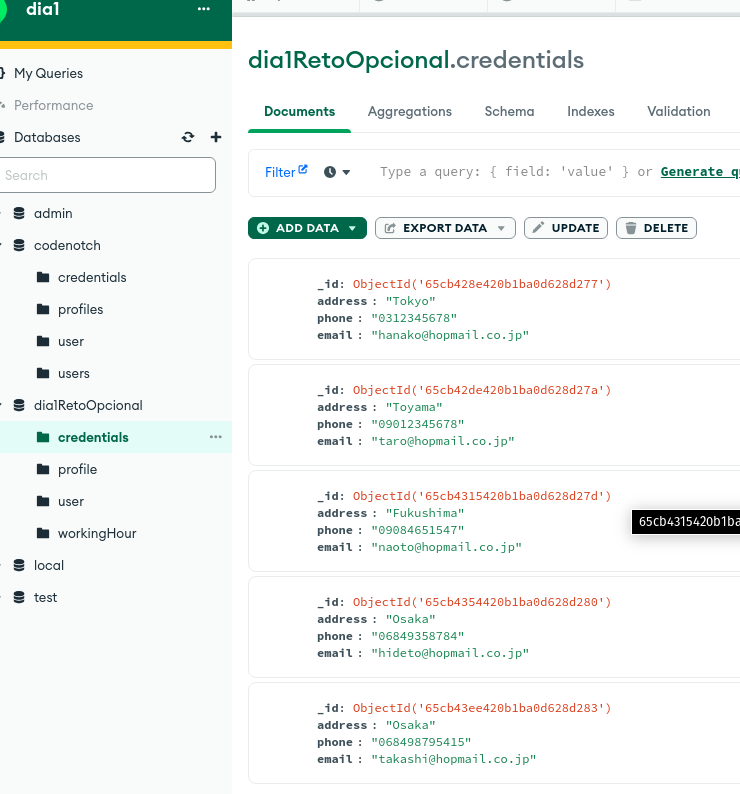 dia1
...
My Queries
Performance
Databases
Search
admin
codenotch
credentials
profiles
user
users
dia1RetoOpcional
credentials
profile
user
workingHour
local
test
dia1RetoOpcional.credentials
Documents Aggregations Schema Indexes Validation
Filter Type a query: { field: 'value' } or Generate q
ADD DATA EXPORT DATA UPDATE DELETE
_id: ObjectId('65cb428e420b1ba0d628d277')
address : "Tokyo"
phone : "0312345678"
email : "hanako@hopmail.co.jp"
_id: ObjectId('65cb42de420b1ba0d628d27a')
address : "Toyama"
phone : "09012345678"
email : "taro@hopmail.co.jp"
_id: ObjectId('65cb4315420b1ba0d628d27d')
address : "Fukushima"
phone : "09084651547"
email : "naoto@hopmail.co.jp"
65cb4315420b1ba
_id: ObjectId('65cb4354420b1ba0d628d280')
address : "Osaka"
phone : "06849358784"
email : "hideto@hopmail.co.jp"
_id: ObjectId('65cb43ee420b1ba0d628d283')
address : "Osaka"
phone : "068498795415"
email : "takashi@hopmail.co.jp"